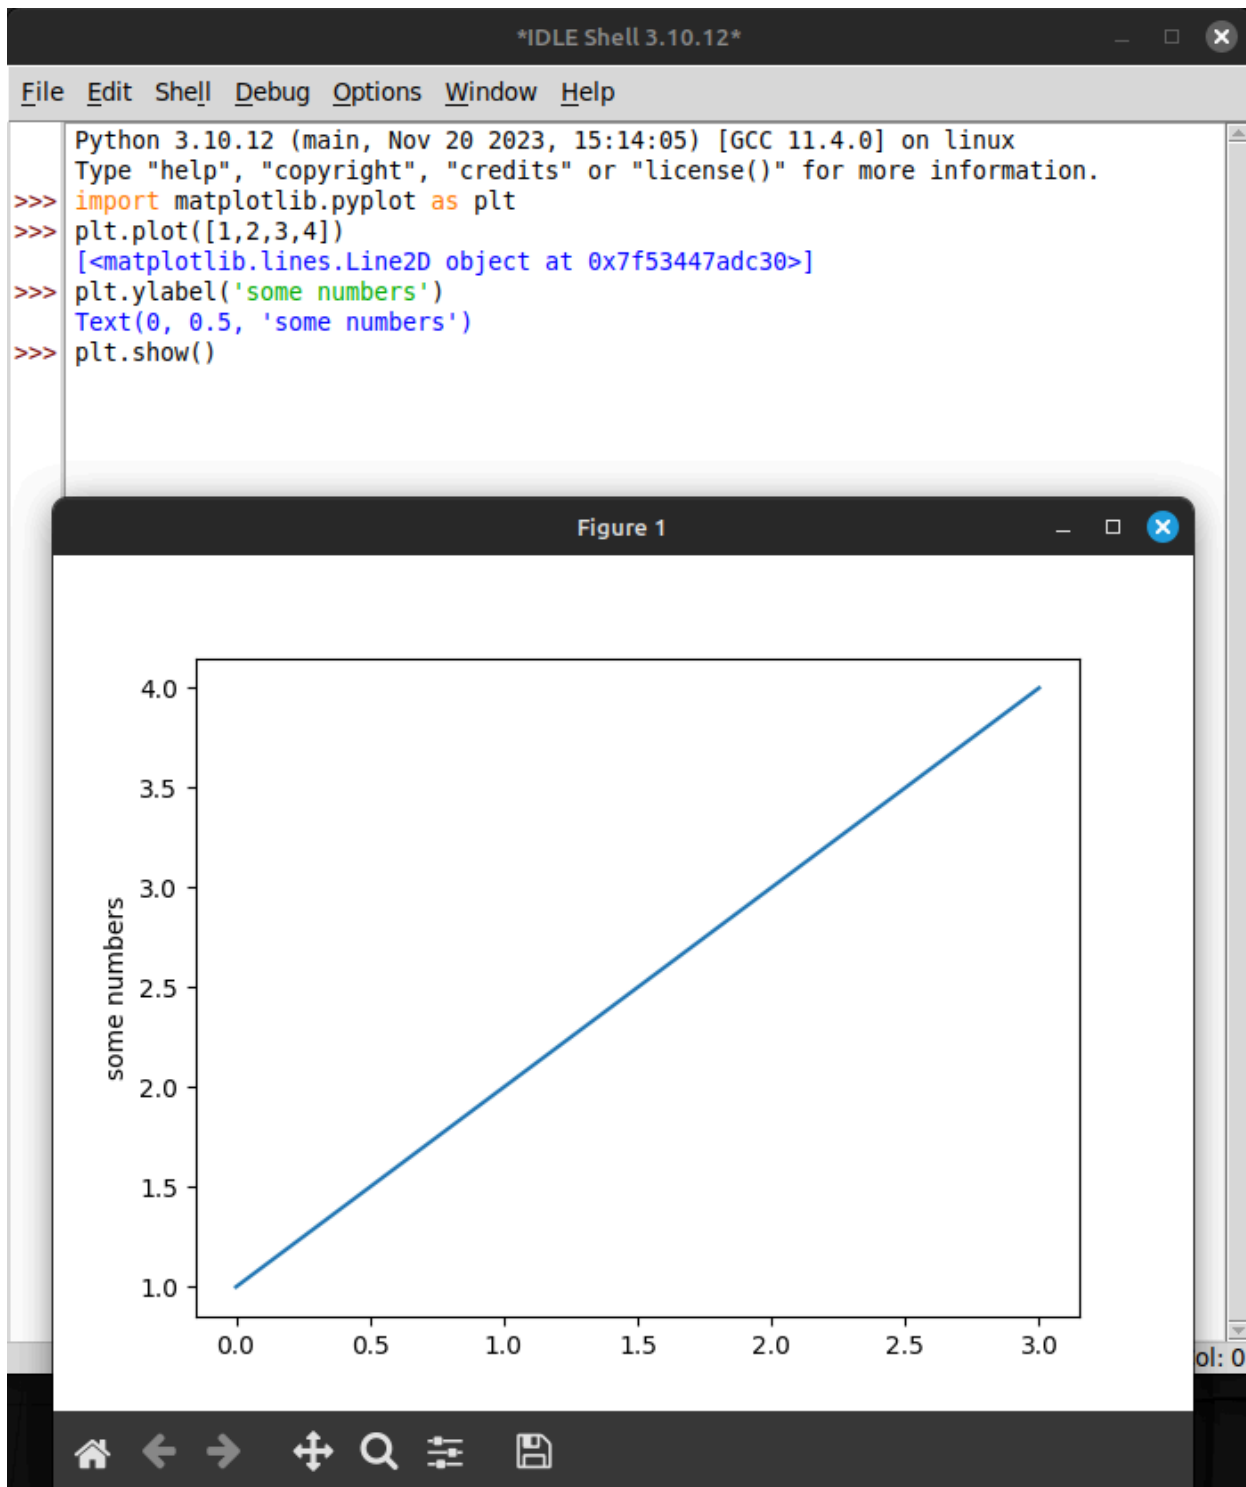 *IDLE Shell 3.10.12*
File Edit Shell Debug Options Window Help
Python 3.10.12 (main, Nov 20 2023, 15:14:05) [GCC 11.4.0] on linux
Type "help", "copyright", "credits" or "license()" for more information.
>>> import matplotlib.pyplot as plt
>>> plt.plot([1,2,3,4])
[<matplotlib.lines.Line2D object at 0x7f53447adc30>]
>>> plt.ylabel('some numbers')
Text(0, 0.5, 'some numbers')
>>> plt.show()
Figure 1
4.0
3.5
3.0
2.5
2.0
1.5
1.0
some numbers
0.0 0.5 1.0 1.5 2.0 2.5 3.0
ol: 0